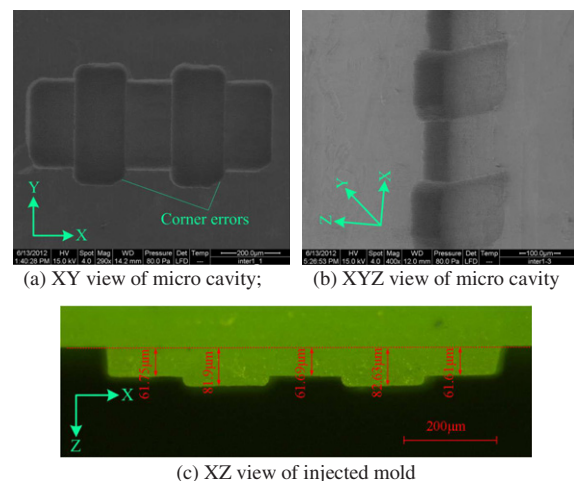 Y
X
Corner errors
6/13/2012 HV Spot Mag WD Pressure Det Temp 200.0μm
1:40:28 PM 15.0 kV 4.0 290x 14.2 mm 80.0 Pa LFD --- inter1_1
(a) XY view of micro cavity;
Y
X
Z
6/13/2012 HV Spot Mag WD Pressure Det Temp 100.0μm
5:26:53 PM 15.0 kV 4.0 400x 12.0 mm 80.0 Pa LFD --- inter1-3
(b) XYZ view of micro cavity
61.75μm
81.9μm
61.69μm
82.63μm
61.61μm
X
Z
200μm
(c) XZ view of injected mold